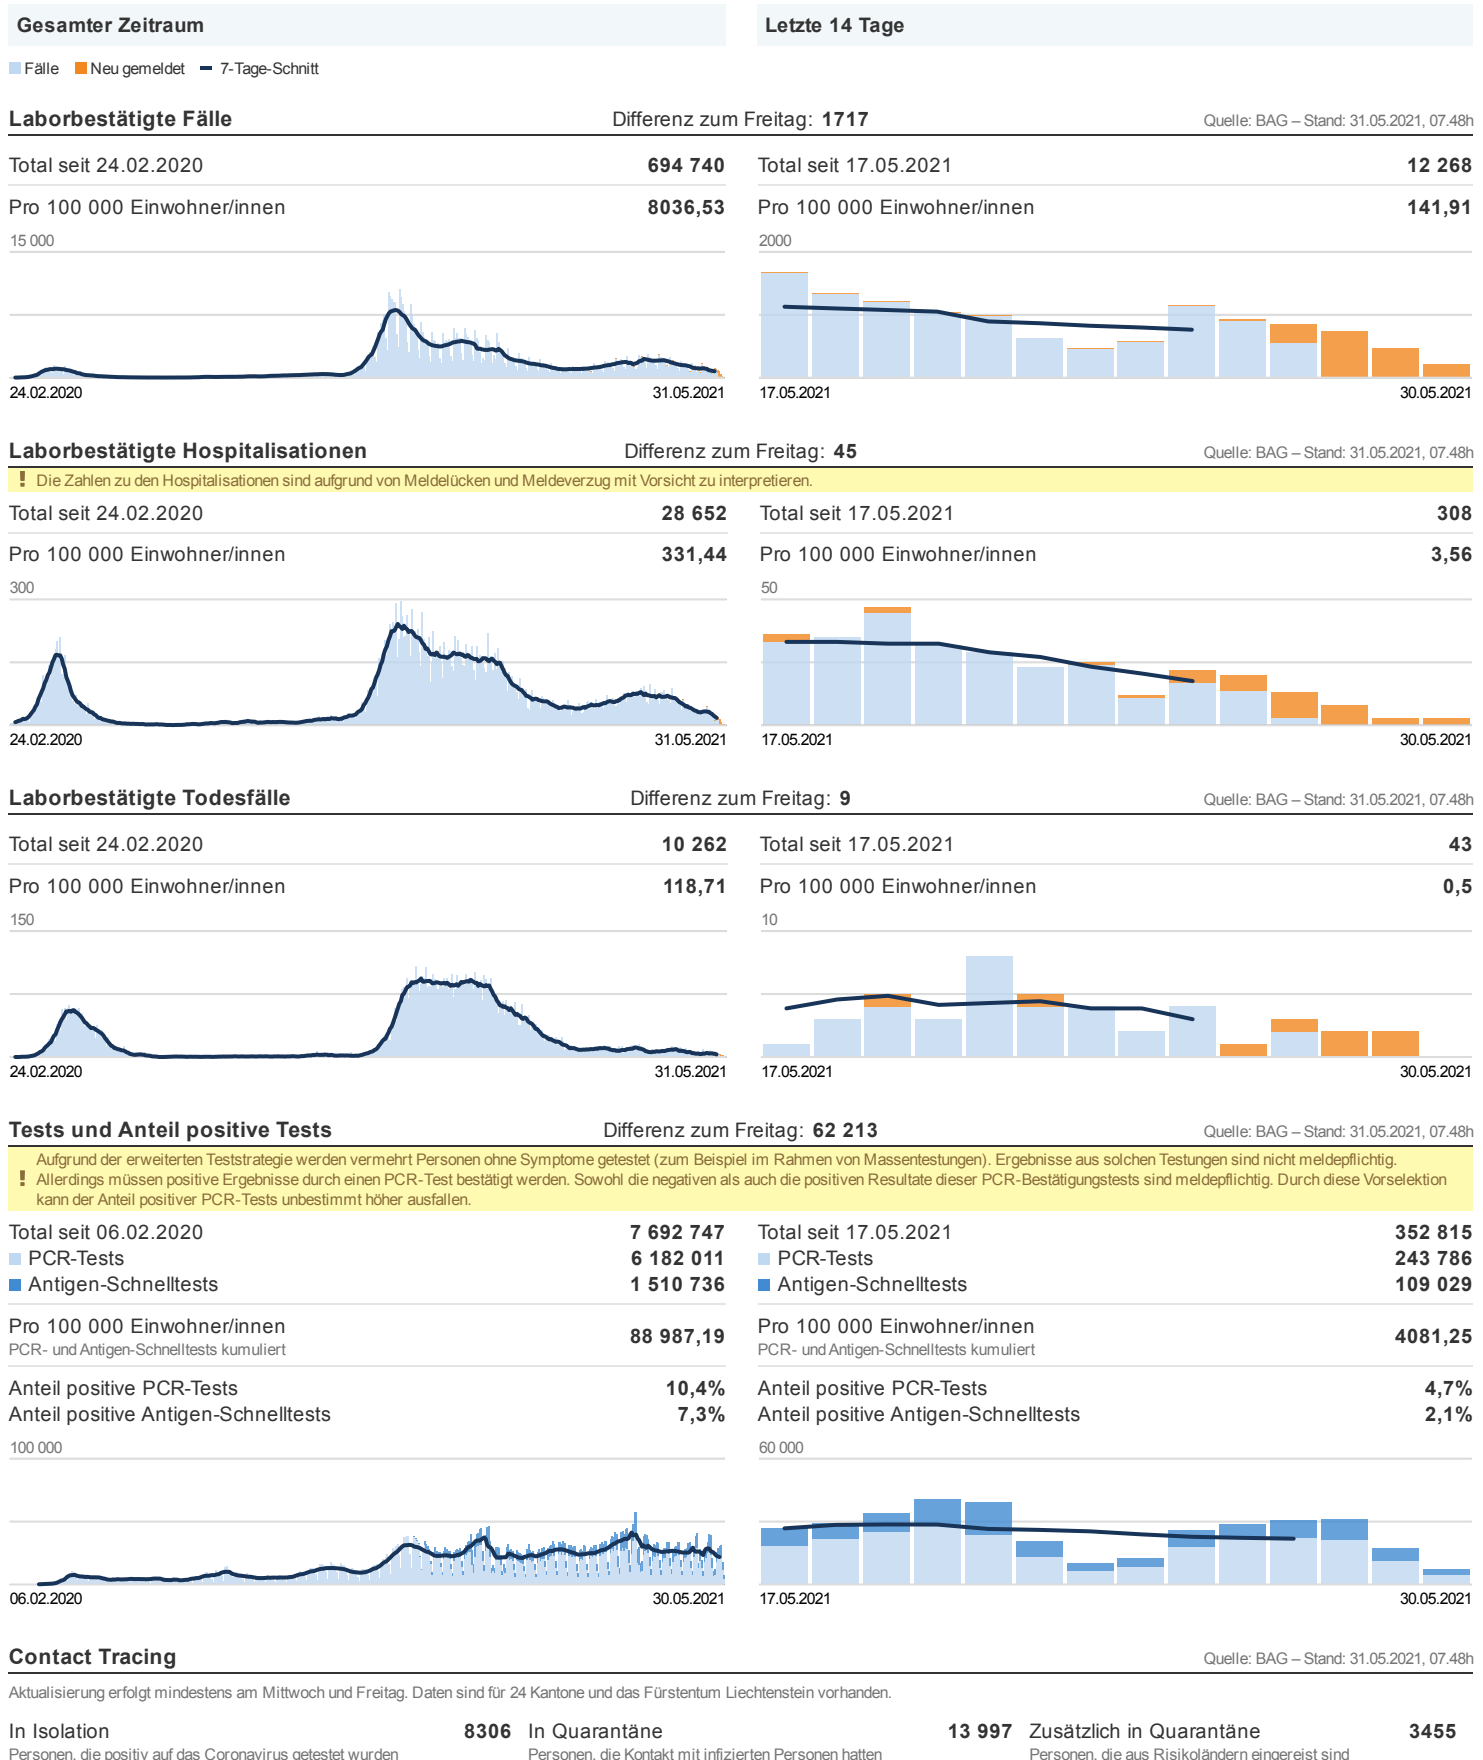 Gesamter Zeitraum
Letzte 14 Tage
Fälle Neu gemeldet 7-Tage-Schnitt
Laborbestätigte Fälle Differenz zum Freitag: 1717 Quelle: BAG – Stand: 31.05.2021, 07.48h
Total seit 24.02.2020 694 740
Pro 100 000 Einwohner/innen 8036,53
15 000
24.02.2020 31.05.2021
Total seit 17.05.2021 12 268
Pro 100 000 Einwohner/innen 141,91
2000
17.05.2021 30.05.2021
Laborbestätigte Hospitalisationen Differenz zum Freitag: 45 Quelle: BAG – Stand: 31.05.2021, 07.48h
! Die Zahlen zu den Hospitalisationen sind aufgrund von Meldelücken und Meldeverzug mit Vorsicht zu interpretieren.
Total seit 24.02.2020 28 652
Pro 100 000 Einwohner/innen 331,44
300
24.02.2020 31.05.2021
Total seit 17.05.2021 308
Pro 100 000 Einwohner/innen 3,56
50
17.05.2021 30.05.2021
Laborbestätigte Todesfälle Differenz zum Freitag: 9 Quelle: BAG – Stand: 31.05.2021, 07.48h
Total seit 24.02.2020 10 262
Pro 100 000 Einwohner/innen 118,71
150
24.02.2020 31.05.2021
Total seit 17.05.2021 43
Pro 100 000 Einwohner/innen 0,5
10
17.05.2021 30.05.2021
Tests und Anteil positive Tests Differenz zum Freitag: 62 213 Quelle: BAG – Stand: 31.05.2021, 07.48h
Aufgrund der erweiterten Teststrategie werden vermehrt Personen ohne Symptome getestet (zum Beispiel im Rahmen von Massentestungen). Ergebnisse aus solchen Testungen sind nicht meldepflichtig.
! Allerdings müssen positive Ergebnisse durch einen PCR-Test bestätigt werden. Sowohl die negativen als auch die positiven Resultate dieser PCR-Bestätigungstests sind meldepflichtig. Durch diese Vorselektion
kann der Anteil positiver PCR-Tests unbestimmt höher ausfallen.
Total seit 06.02.2020 7 692 747
PCR-Tests 6 182 011
Antigen-Schnelltests 1 510 736
Pro 100 000 Einwohner/innen 88 987,19
PCR- und Antigen-Schnelltests kumuliert
Anteil positive PCR-Tests 10,4%
Anteil positive Antigen-Schnelltests 7,3%
100 000
06.02.2020 30.05.2021
Total seit 17.05.2021 352 815
PCR-Tests 243 786
Antigen-Schnelltests 109 029
Pro 100 000 Einwohner/innen 4081,25
PCR- und Antigen-Schnelltests kumuliert
Anteil positive PCR-Tests 4,7%
Anteil positive Antigen-Schnelltests 2,1%
60 000
17.05.2021 30.05.2021
Contact Tracing Quelle: BAG – Stand: 31.05.2021, 07.48h
Aktualisierung erfolgt mindestens am Mittwoch und Freitag. Daten sind für 24 Kantone und das Fürstentum Liechtenstein vorhanden.
In Isolation 8306
Personen, die positiv auf das Coronavirus getestet wurden
In Quarantäne 13 997
Personen, die Kontakt mit infizierten Personen hatten
Zusätzlich in Quarantäne 3455
Personen, die aus Risikoländern eingereist sind